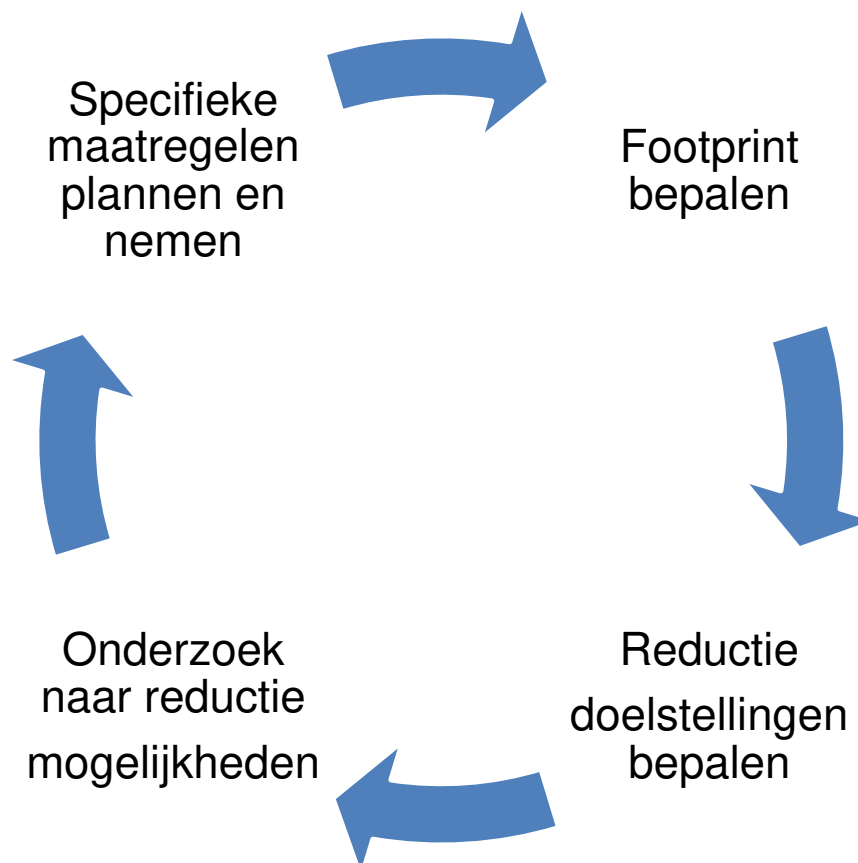 Specifieke
maatregelen
plannen en
nemen
Footprint
bepalen
Reductie
doelstellingen
bepalen
Onderzoek
naar reductie
mogelijkheden